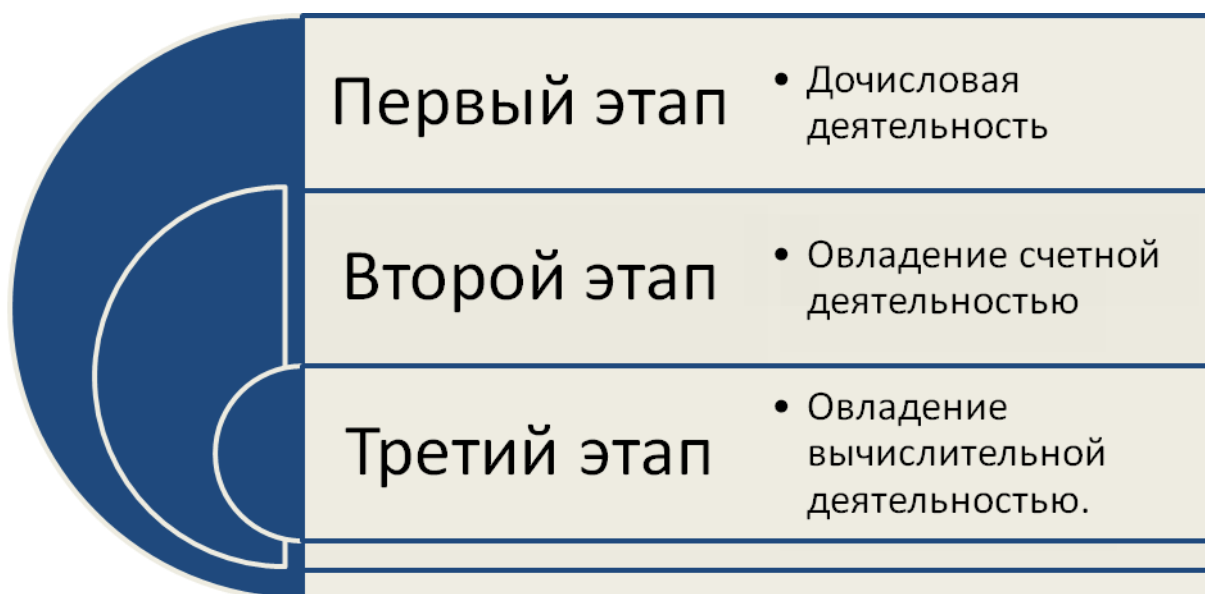 Первый этап
• Дочисловая
деятельность
Второй этап
• Овладение счетной
деятельностью
Третий этап
• Овладение
вычислительной
деятельностью.